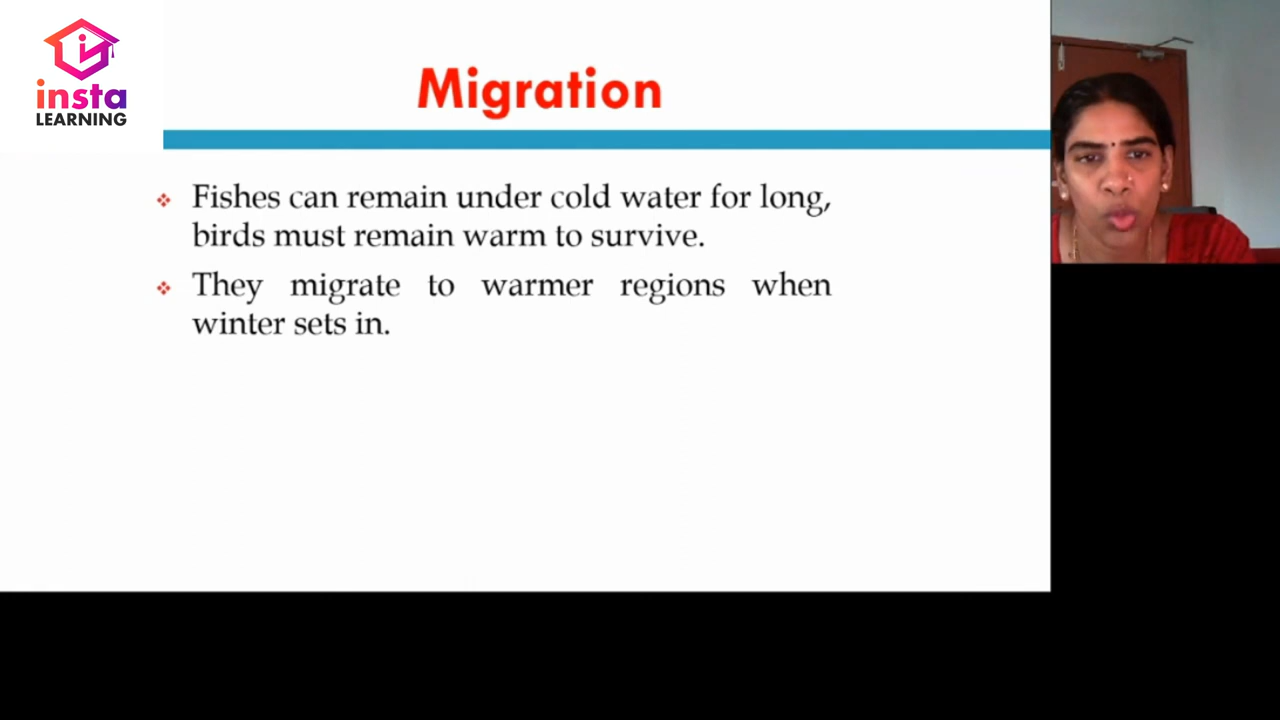 insta
LEARNING
Migration
Fishes can remain under cold water for long,
birds must remain warm to survive.
They migrate to warmer regions when
winter sets in.